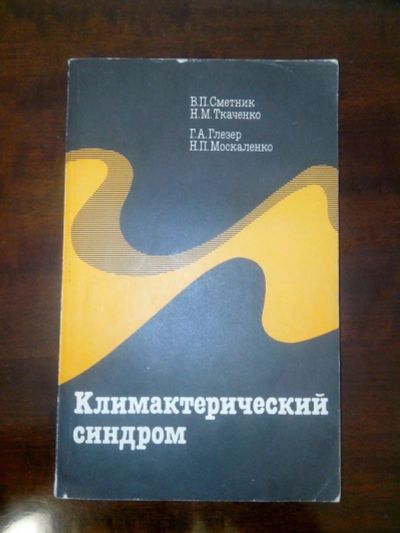 В.П.Сметник
Н.М.Ткаченко
Г.А.Глезер
Н.П.Москаленко
Климактерический
синдром